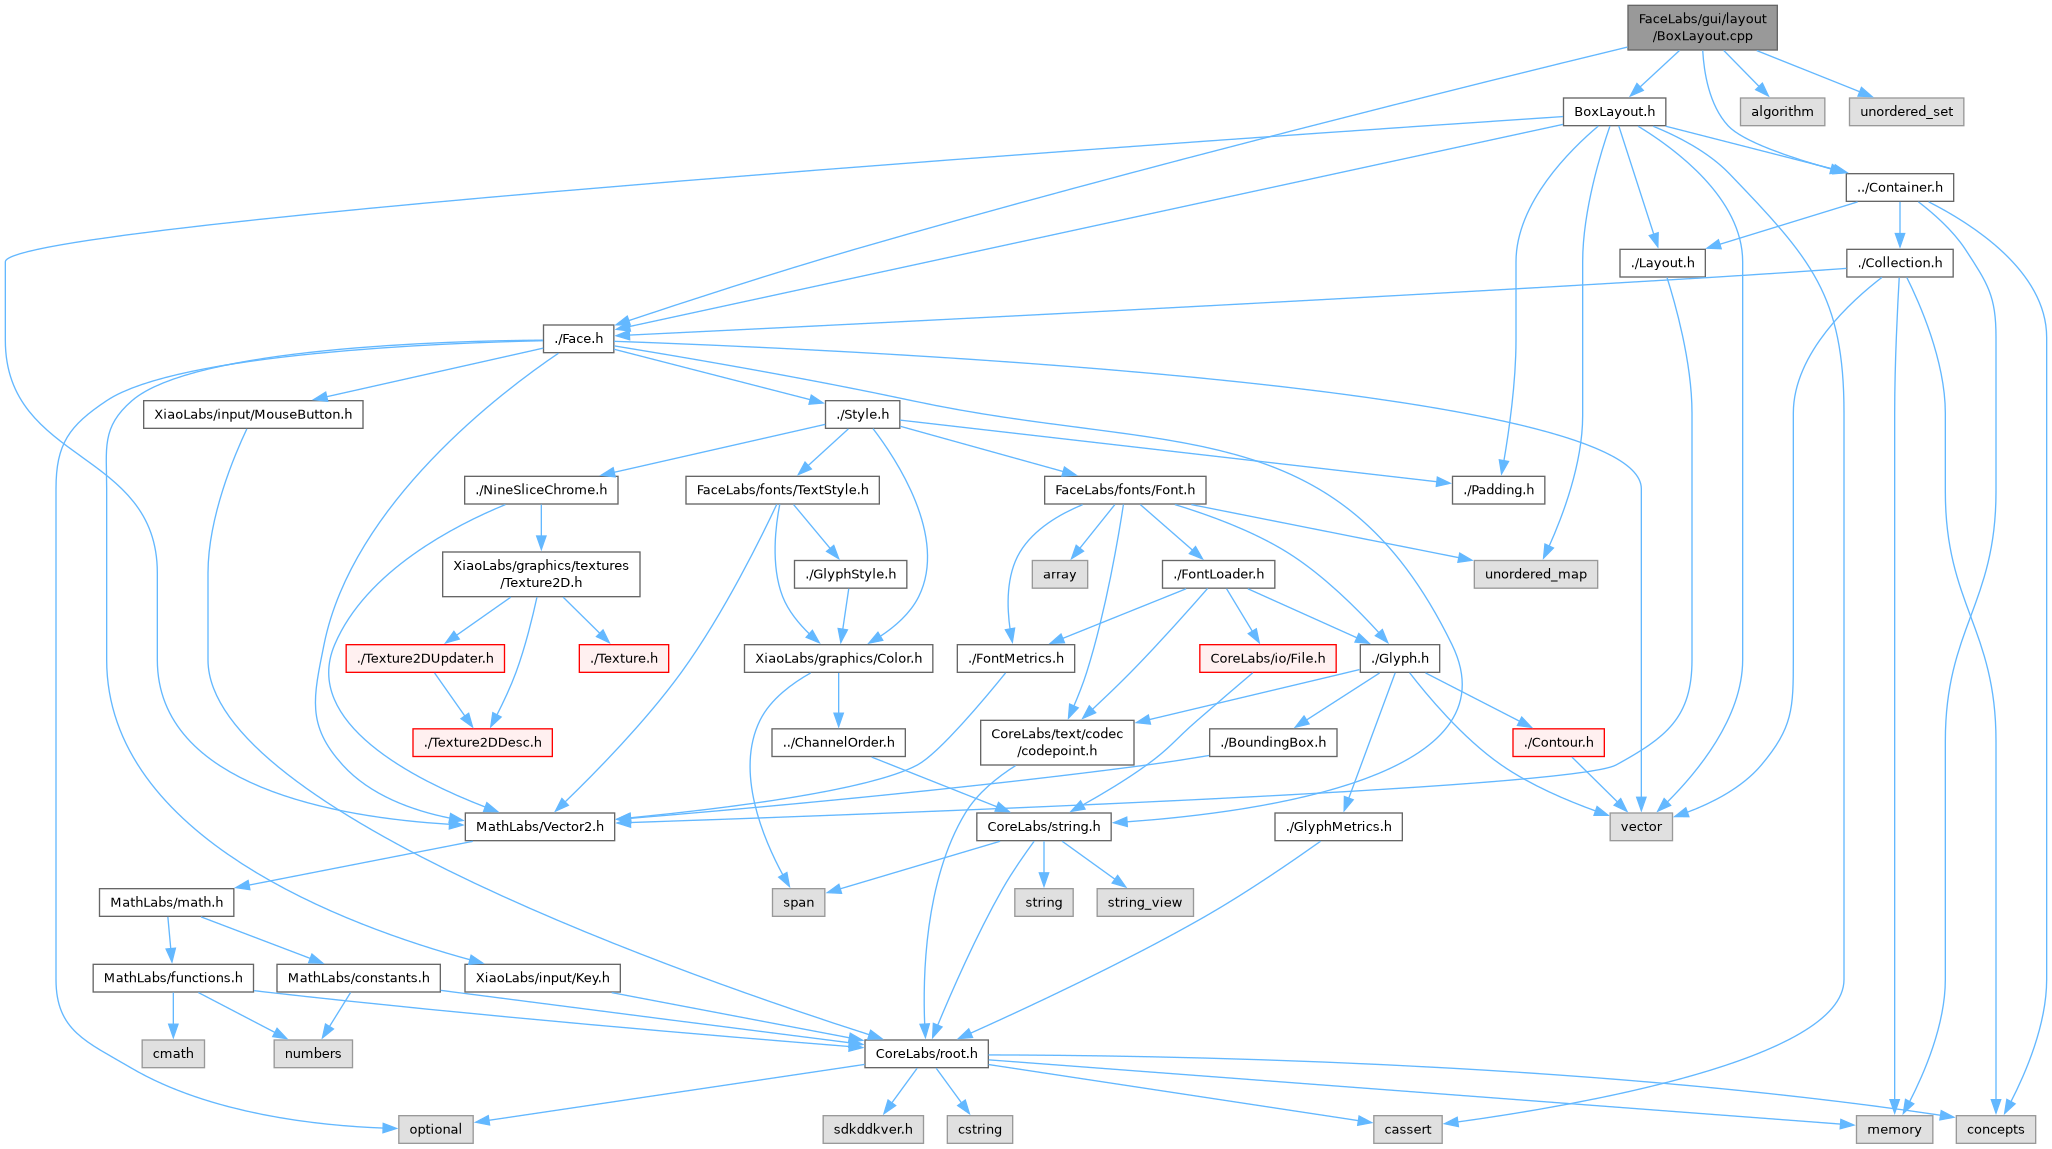 FaceLabs/gui/layout
/BoxLayout.cpp
BoxLayout.h
algorithm
unordered_set
../Container.h
./Layout.h
./Collection.h
./Face.h
XiaoLabs/input/MouseButton.h
./Style.h
./NineSliceChrome.h
FaceLabs/fonts/TextStyle.h
FaceLabs/fonts/Font.h
./Padding.h
XiaoLabs/graphics/textures
/Texture2D.h
./GlyphStyle.h
array
./FontLoader.h
unordered_map
./Texture2DUpdater.h
./Texture.h
XiaoLabs/graphics/Color.h
./FontMetrics.h
CoreLabs/io/File.h
./Glyph.h
./Texture2DDesc.h
../ChannelOrder.h
CoreLabs/text/codec
/codepoint.h
./BoundingBox.h
./Contour.h
MathLabs/Vector2.h
CoreLabs/string.h
./GlyphMetrics.h
vector
MathLabs/math.h
span
string
string_view
MathLabs/functions.h
MathLabs/constants.h
XiaoLabs/input/Key.h
cmath
numbers
CoreLabs/root.h
optional
sdkddkver.h
cstring
cassert
memory
concepts